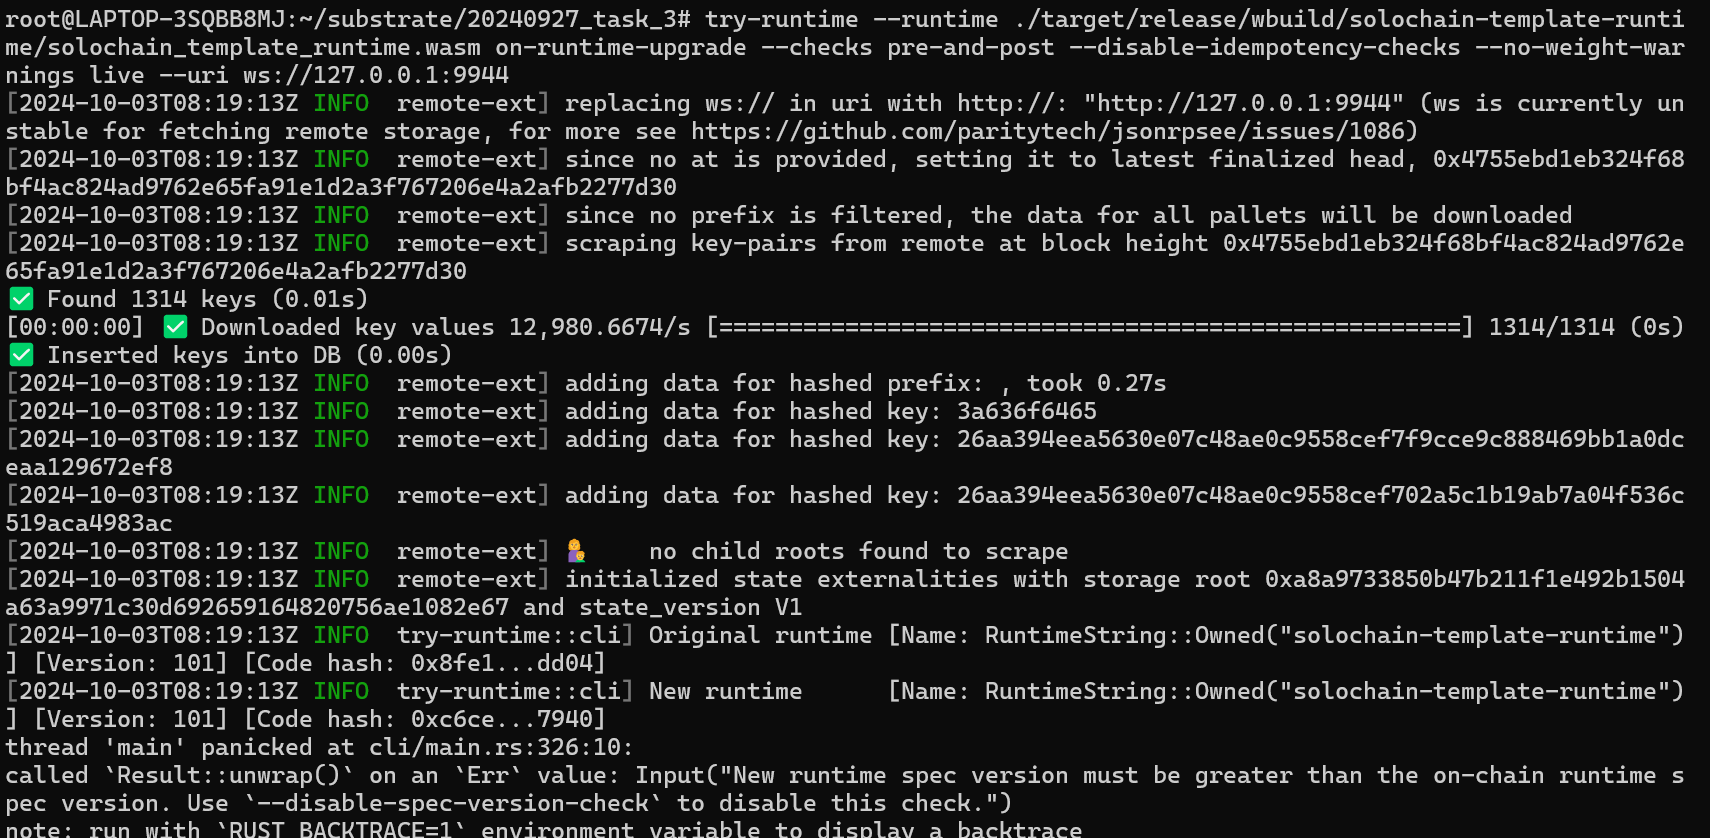 root@LAPTOP-3SQBB8MJ:~/substrate/20240927_task_3# try-runtime --runtime ./target/release/wbuild/solochain-template-runti
me/solochain_template_runtime.wasm on-runtime-upgrade --checks pre-and-post --disable-idempotency-checks --no-weight-war
nings live --uri ws://127.0.0.1:9944
[2024-10-03T08:19:13Z INFO  remote-ext] replacing ws:// in uri with http://: "http://127.0.0.1:9944" (ws is currently un
stable for fetching remote storage, for more see https://github.com/paritytech/jsonrpsee/issues/1086)
[2024-10-03T08:19:13Z INFO  remote-ext] since no at is provided, setting it to latest finalized head, 0x4755ebd1eb324f68
bf4ac824ad9762e65fa91e1d2a3f767206e4a2afb2277d30
[2024-10-03T08:19:13Z INFO  remote-ext] since no prefix is filtered, the data for all pallets will be downloaded
[2024-10-03T08:19:13Z INFO  remote-ext] scraping key-pairs from remote at block height 0x4755ebd1eb324f68bf4ac824ad9762e
65fa91e1d2a3f767206e4a2afb2277d30
✅ Found 1314 keys (0.01s)
[00:00:00] ✅ Downloaded key values 12,980.6674/s [=====================================================] 1314/1314 (0s)
✅ Inserted keys into DB (0.00s)
[2024-10-03T08:19:13Z INFO  remote-ext] adding data for hashed prefix: , took 0.27s
[2024-10-03T08:19:13Z INFO  remote-ext] adding data for hashed key: 3a636f6465
[2024-10-03T08:19:13Z INFO  remote-ext] adding data for hashed key: 26aa394eea5630e07c48ae0c9558cef7f9cce9c888469bb1a0dc
eaa129672ef8
[2024-10-03T08:19:13Z INFO  remote-ext] adding data for hashed key: 26aa394eea5630e07c48ae0c9558cef702a5c1b19ab7a04f536c
519aca4983ac
[2024-10-03T08:19:13Z INFO  remote-ext] 👩‍👦    no child roots found to scrape
[2024-10-03T08:19:13Z INFO  remote-ext] initialized state externalities with storage root 0xa8a9733850b47b211f1e492b1504
a63a9971c30d692659164820756ae1082e67 and state_version V1
[2024-10-03T08:19:13Z INFO  try-runtime::cli] Original runtime [Name: RuntimeString::Owned("solochain-template-runtime")
] [Version: 101] [Code hash: 0x8fe1...dd04]
[2024-10-03T08:19:13Z INFO  try-runtime::cli] New runtime      [Name: RuntimeString::Owned("solochain-template-runtime")
] [Version: 101] [Code hash: 0xc6ce...7940]
thread 'main' panicked at cli/main.rs:326:10:
called `Result::unwrap()` on an `Err` value: Input("New runtime spec version must be greater than the on-chain runtime s
pec version. Use `--disable-spec-version-check` to disable this check.")
note: run with `RUST_BACKTRACE=1` environment variable to display a backtrace